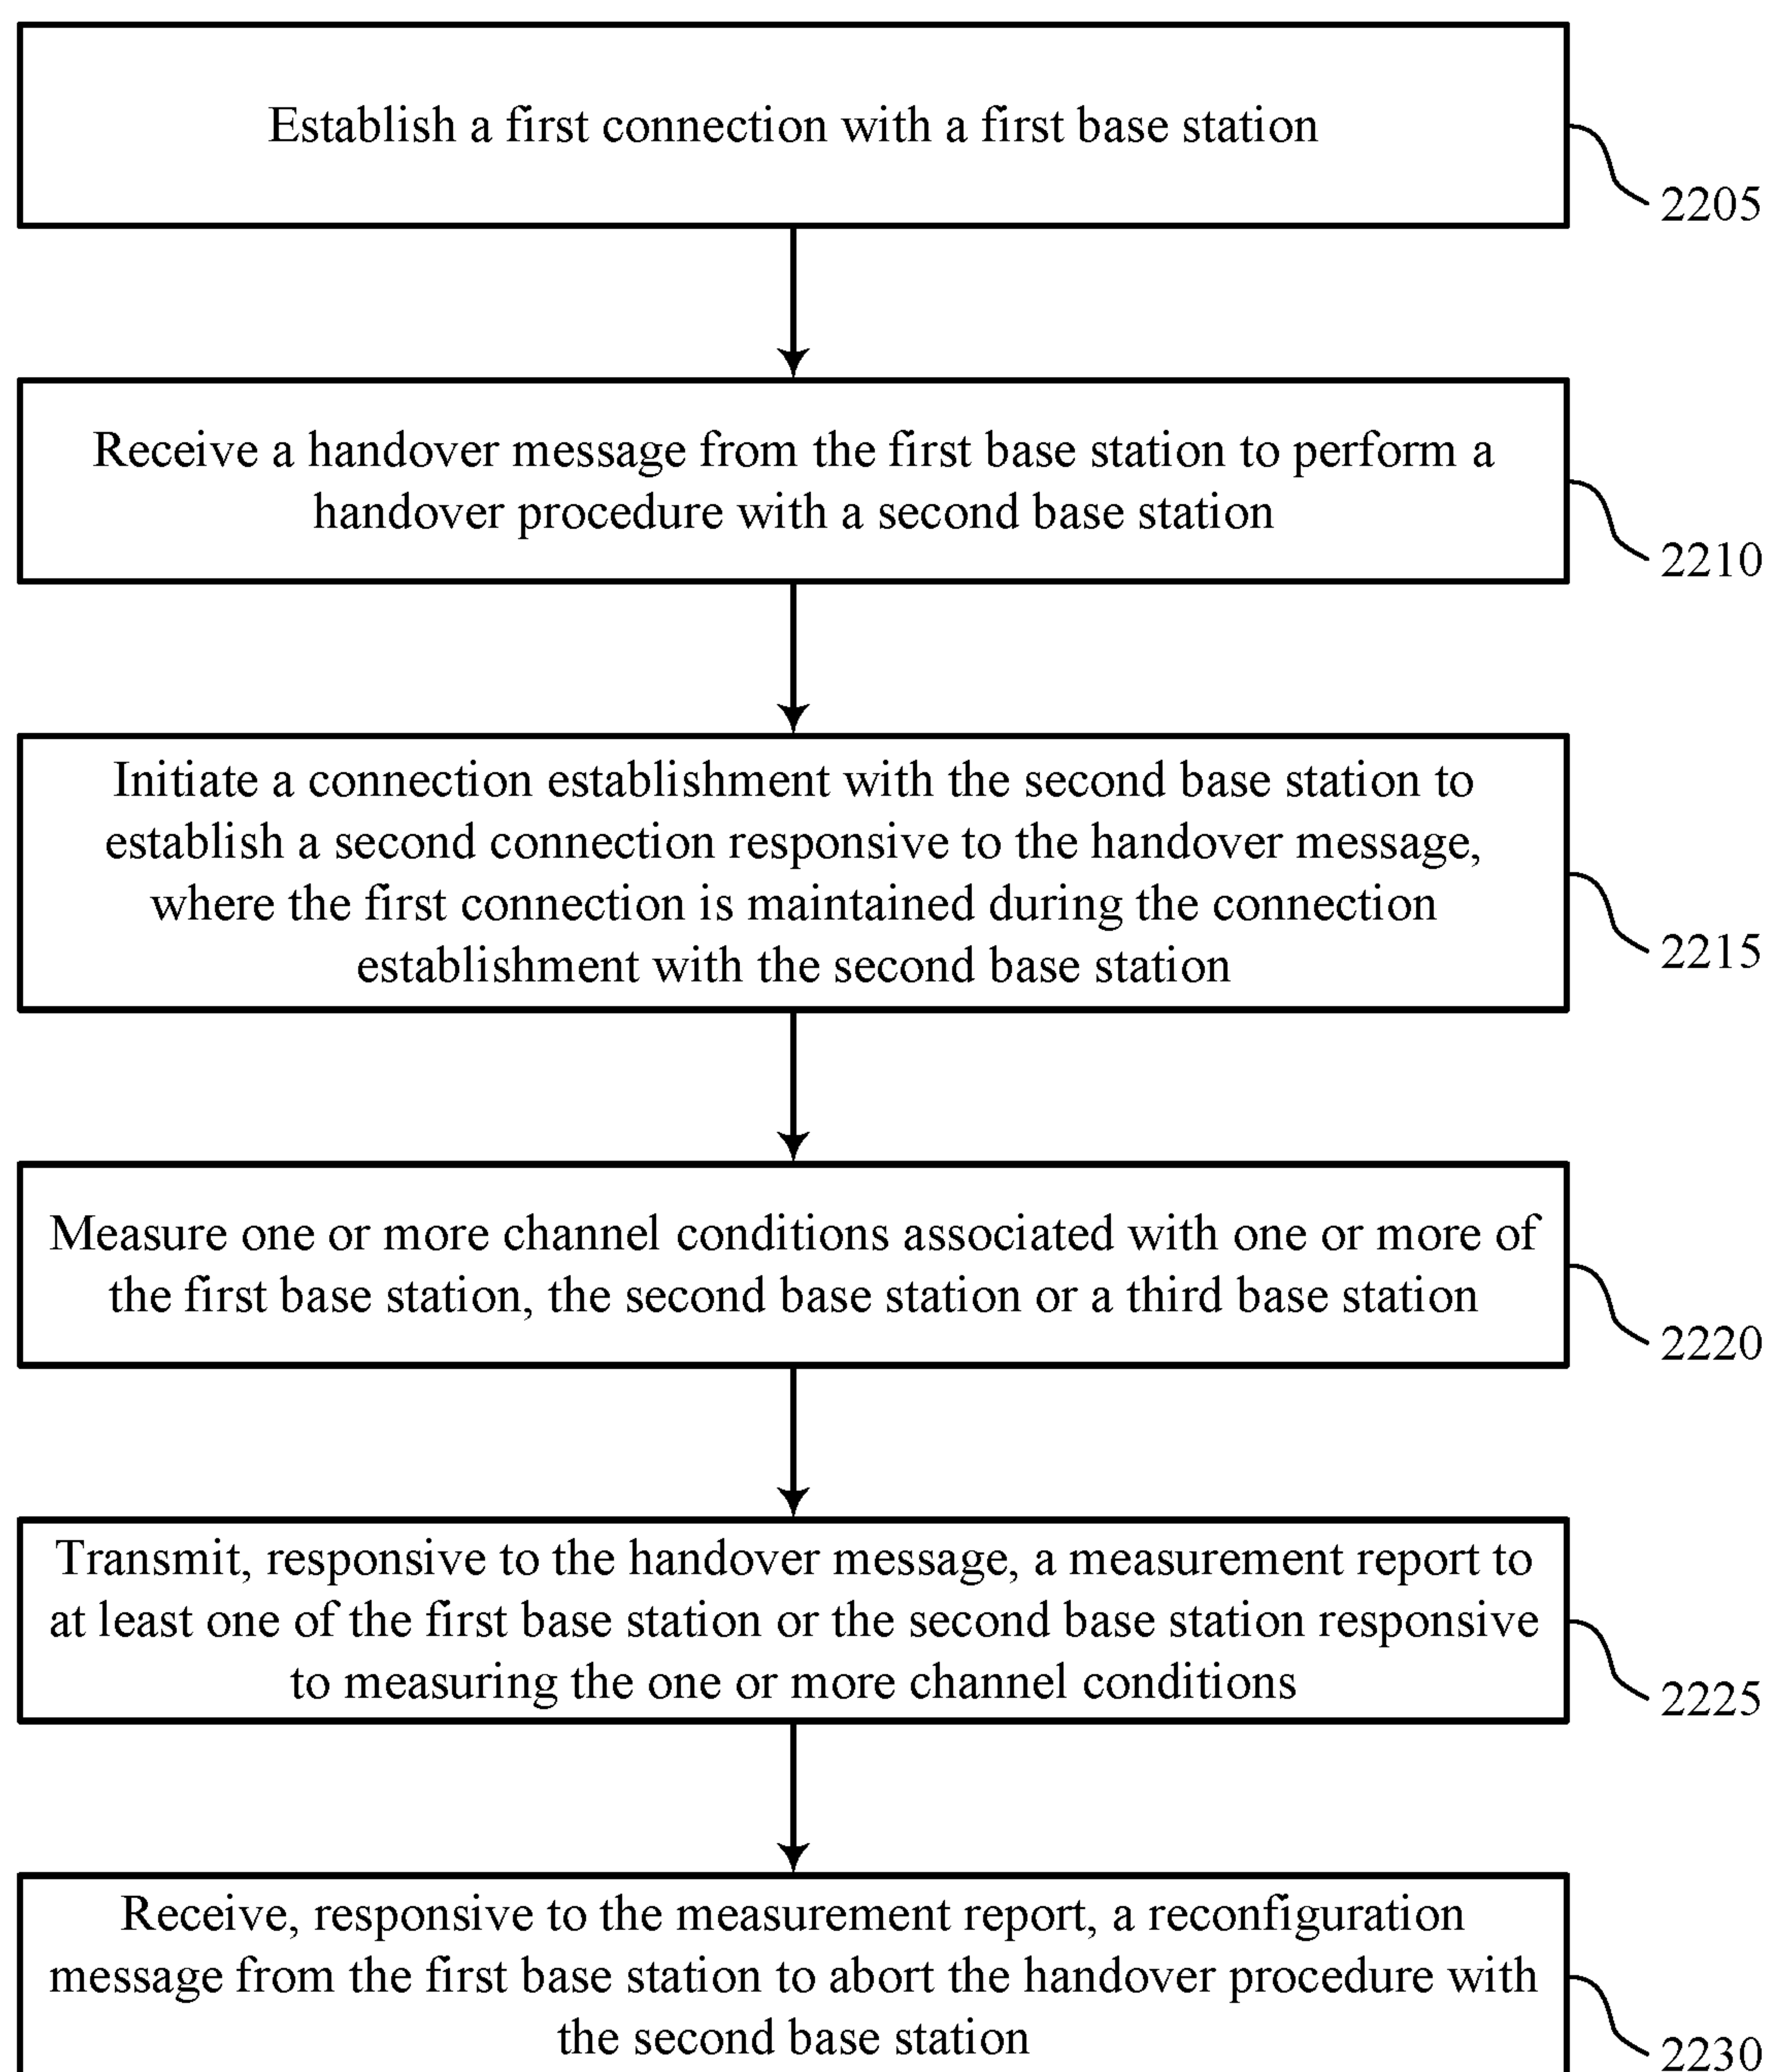 Establish a first connection with a first base station
2205
Receive a handover message from the first base station to perform a
handover procedure with a second base station
2210
Initiate a connection establishment with the second base station to
establish a second connection responsive to the handover message,
where the first connection is maintained during the connection
establishment with the second base station
2215
Measure one or more channel conditions associated with one or more of
the first base station, the second base station or a third base station
2220
Transmit, responsive to the handover message, a measurement report to
at least one of the first base station or the second base station responsive
to measuring the one or more channel conditions
2225
Receive, responsive to the measurement report, a reconfiguration
message from the first base station to abort the handover procedure with
the second base station
2230